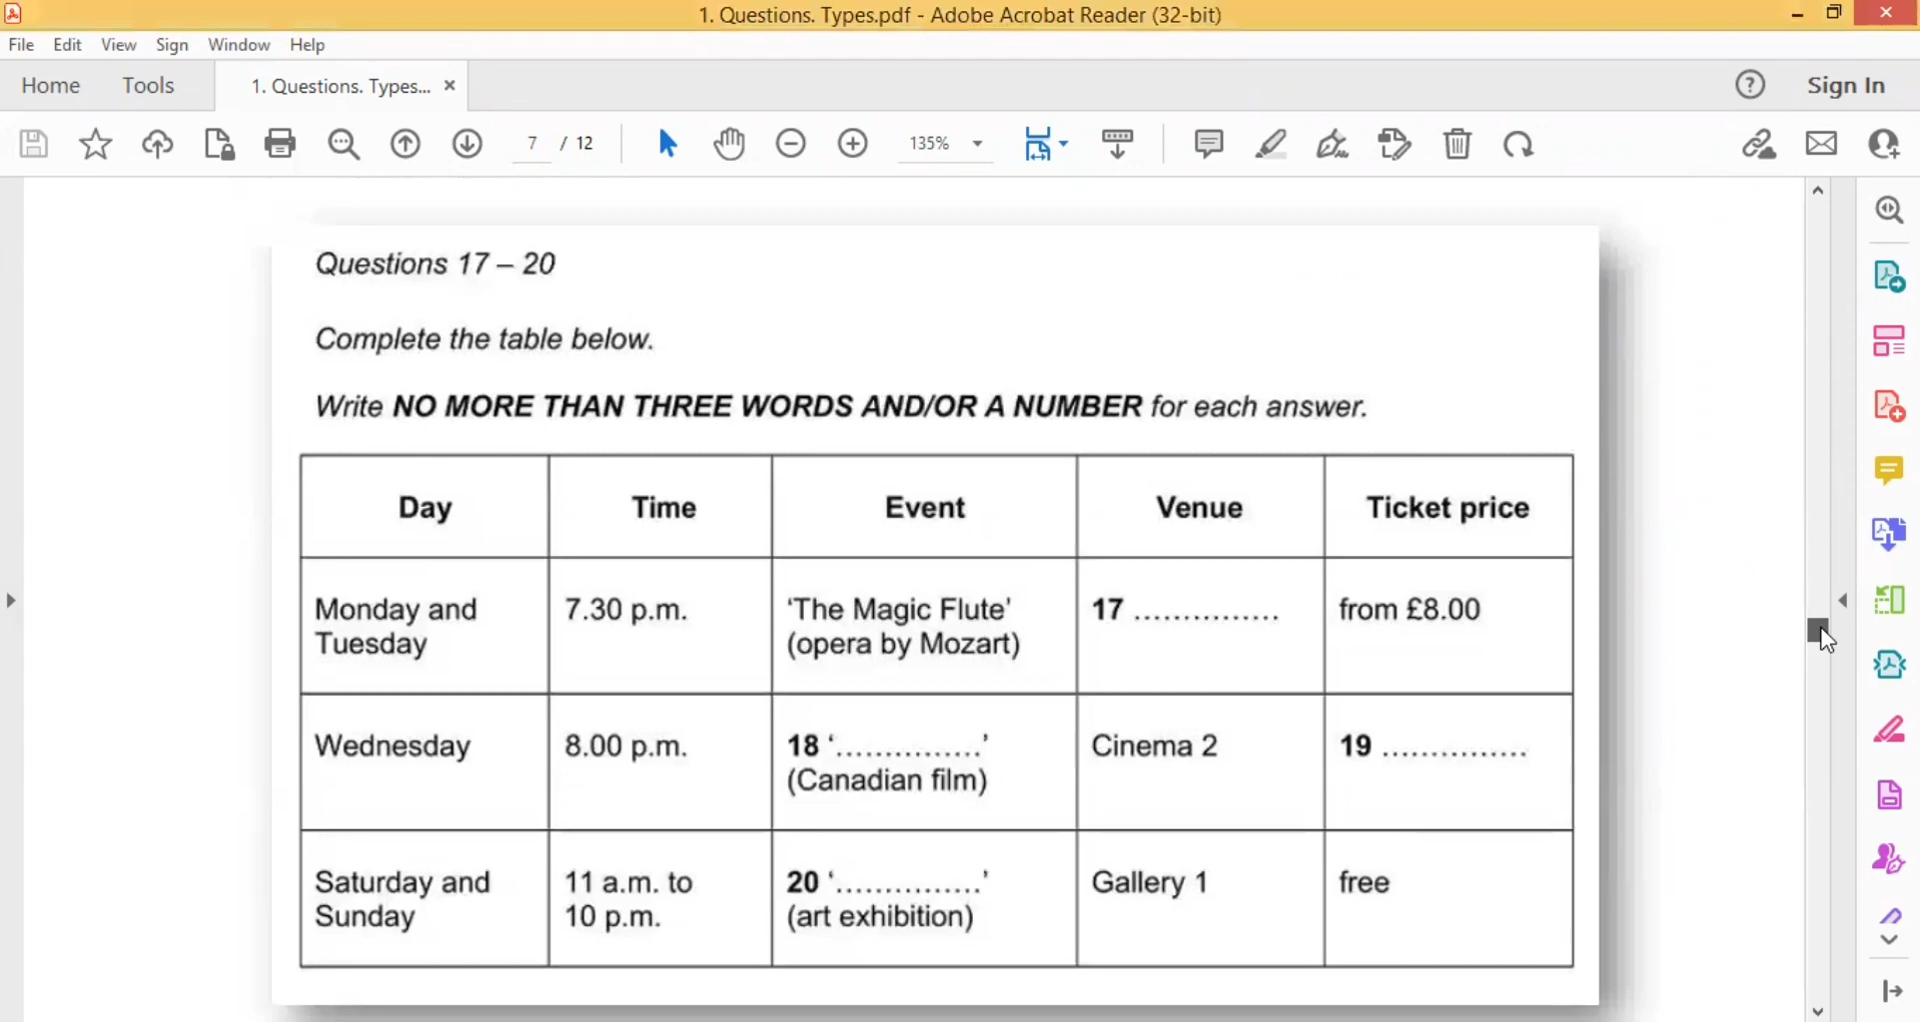 1. Questions. Types.pdf - Adobe Acrobat Reader (32-bit)
File Edit View Sign Window Help
Home Tools 1. Questions. Types... × Sign In
7 / 12 135%
Questions 17 – 20
Complete the table below.
Write NO MORE THAN THREE WORDS AND/OR A NUMBER for each answer.
Day Time Event Venue Ticket price
Monday and 7.30 p.m. ‘The Magic Flute’ 17 ............... from £8.00
Tuesday (opera by Mozart)
Wednesday 8.00 p.m. 18 ‘...............’ Cinema 2 19 ...............
(Canadian film)
Saturday and 11 a.m. to 20 ‘...............’ Gallery 1 free
Sunday 10 p.m. (art exhibition)